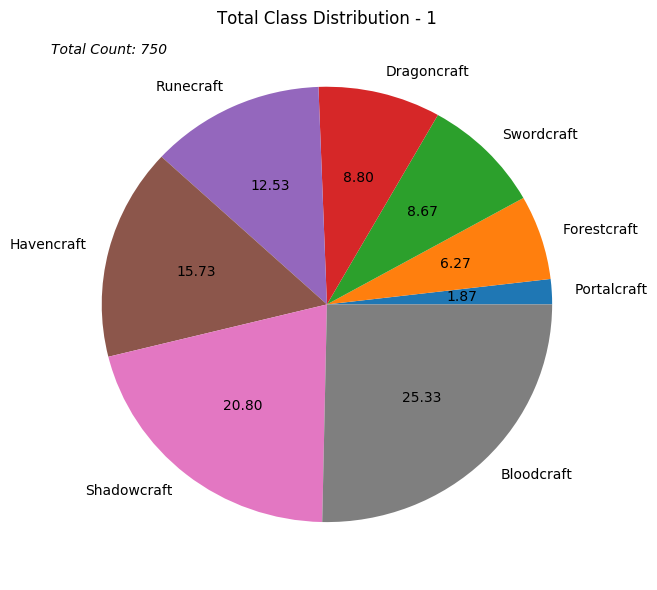 Total Class Distribution - 1
Total Count: 750
Dragoncraft
Runecraft
Swordcraft
8.80
12.53
8.67
Forestcraft
Havencraft
6.27
15.73
Portalcraft
1.87
25.33
20.80
Bloodcraft
Shadowcraft